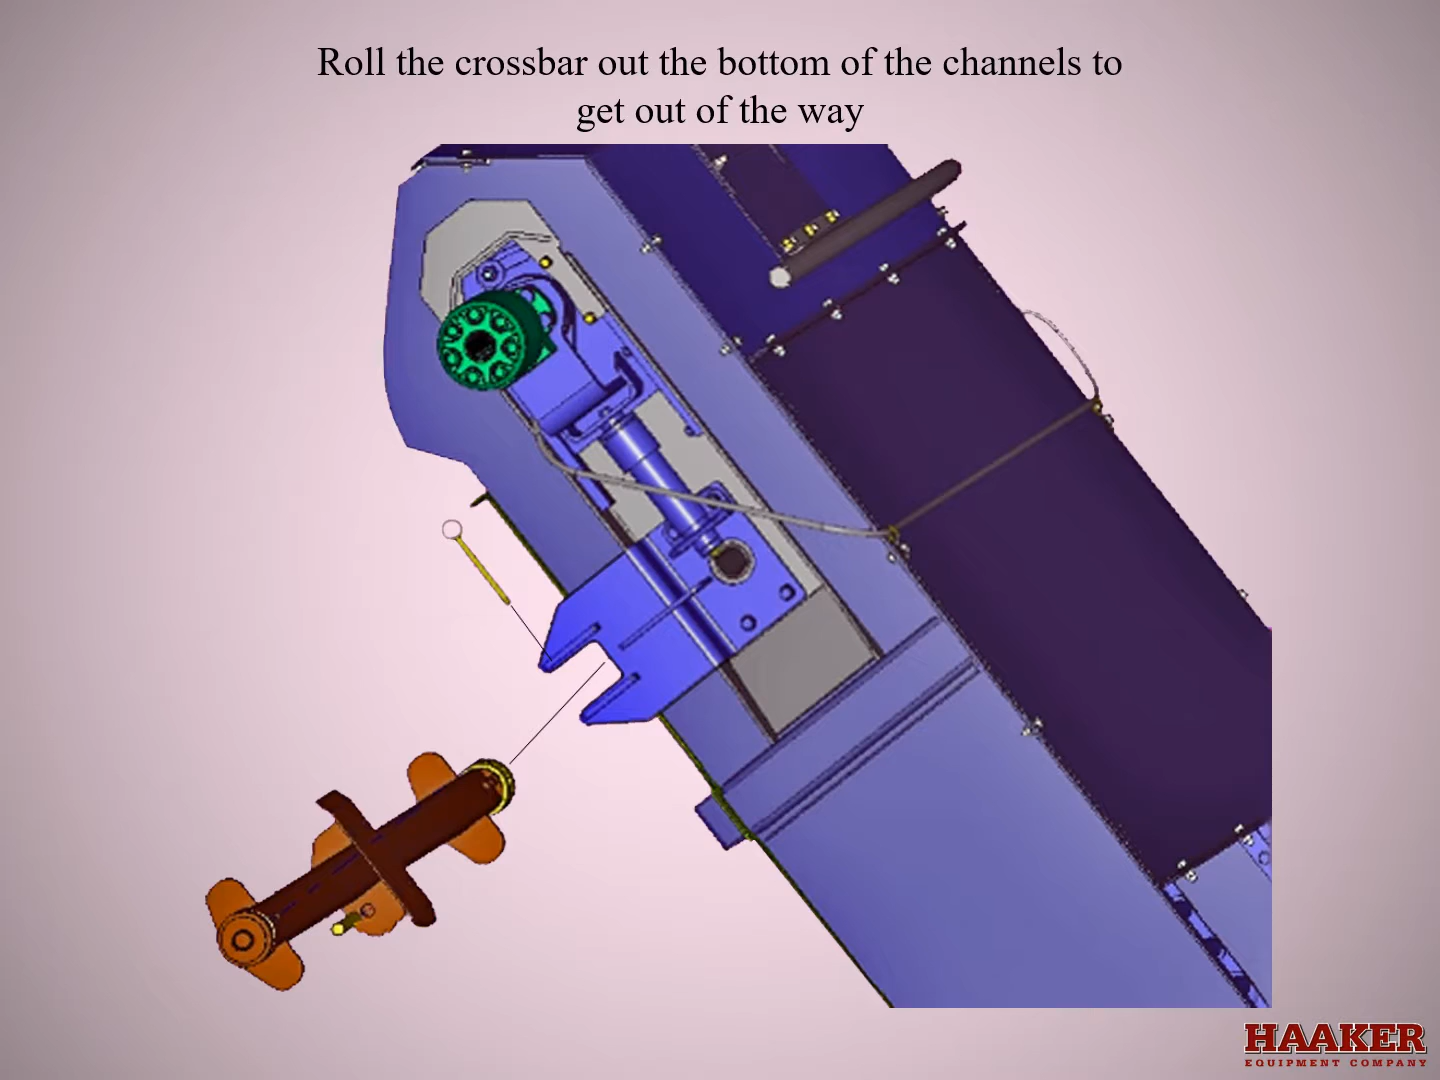 Roll the crossbar out the bottom of the channels to
get out of the way
HAAKER
EQUIPMENT COMPANY